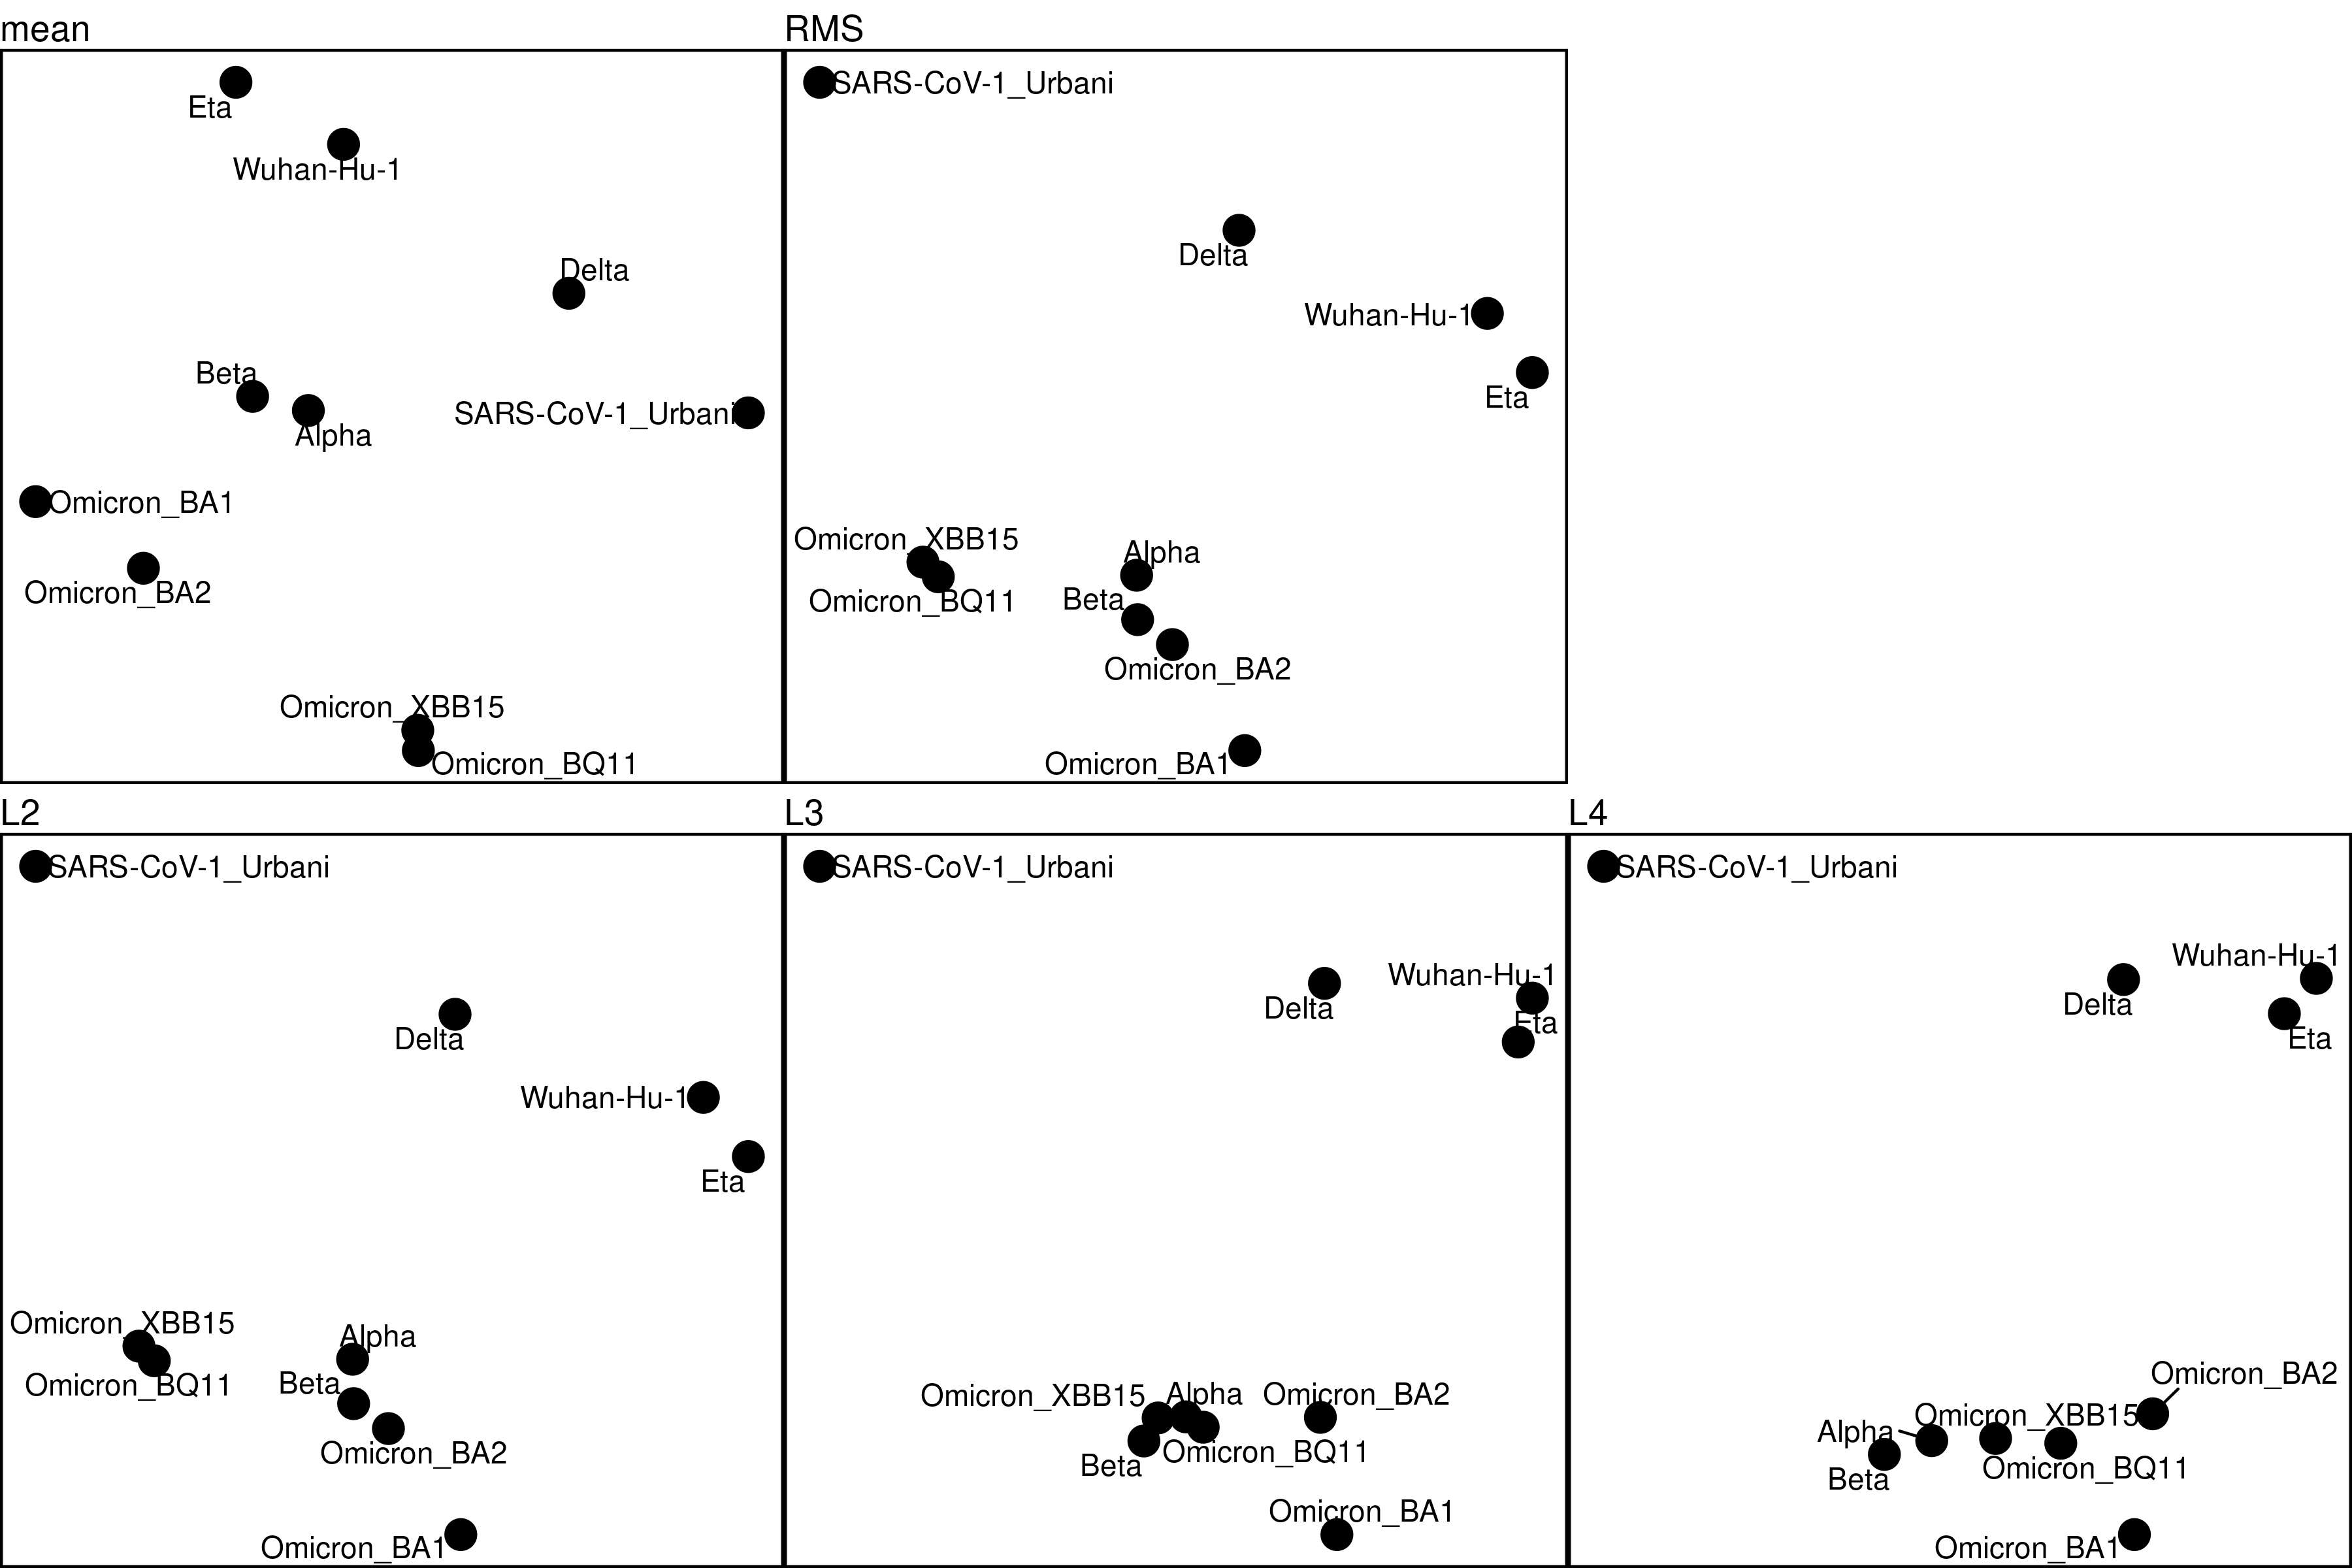 mean
Eta
Wuhan-Hu-1
Delta
Beta
Alpha
SARS-CoV-1_Urbani
Omicron_BA1
Omicron_BA2
Omicron_XBB15
Omicron_BQ11
RMS
SARS-CoV-1_Urbani
Delta
Wuhan-Hu-1
Eta
Omicron_XBB15
Alpha
Omicron_BQ11
Beta
Omicron_BA2
Omicron_BA1
L2
SARS-CoV-1_Urbani
Delta
Wuhan-Hu-1
Eta
Omicron_XBB15
Alpha
Omicron_BQ11
Beta
Omicron_BA2
Omicron_BA1
L3
SARS-CoV-1_Urbani
Wuhan-Hu-1
Delta
Eta
Omicron_XBB15
Alpha
Omicron_BA2
Beta
Omicron_BQ11
Omicron_BA1
L4
SARS-CoV-1_Urbani
Wuhan-Hu-1
Delta
Eta
Omicron_BA2
Omicron_XBB15
Alpha
Beta
Omicron_BQ11
Omicron_BA1